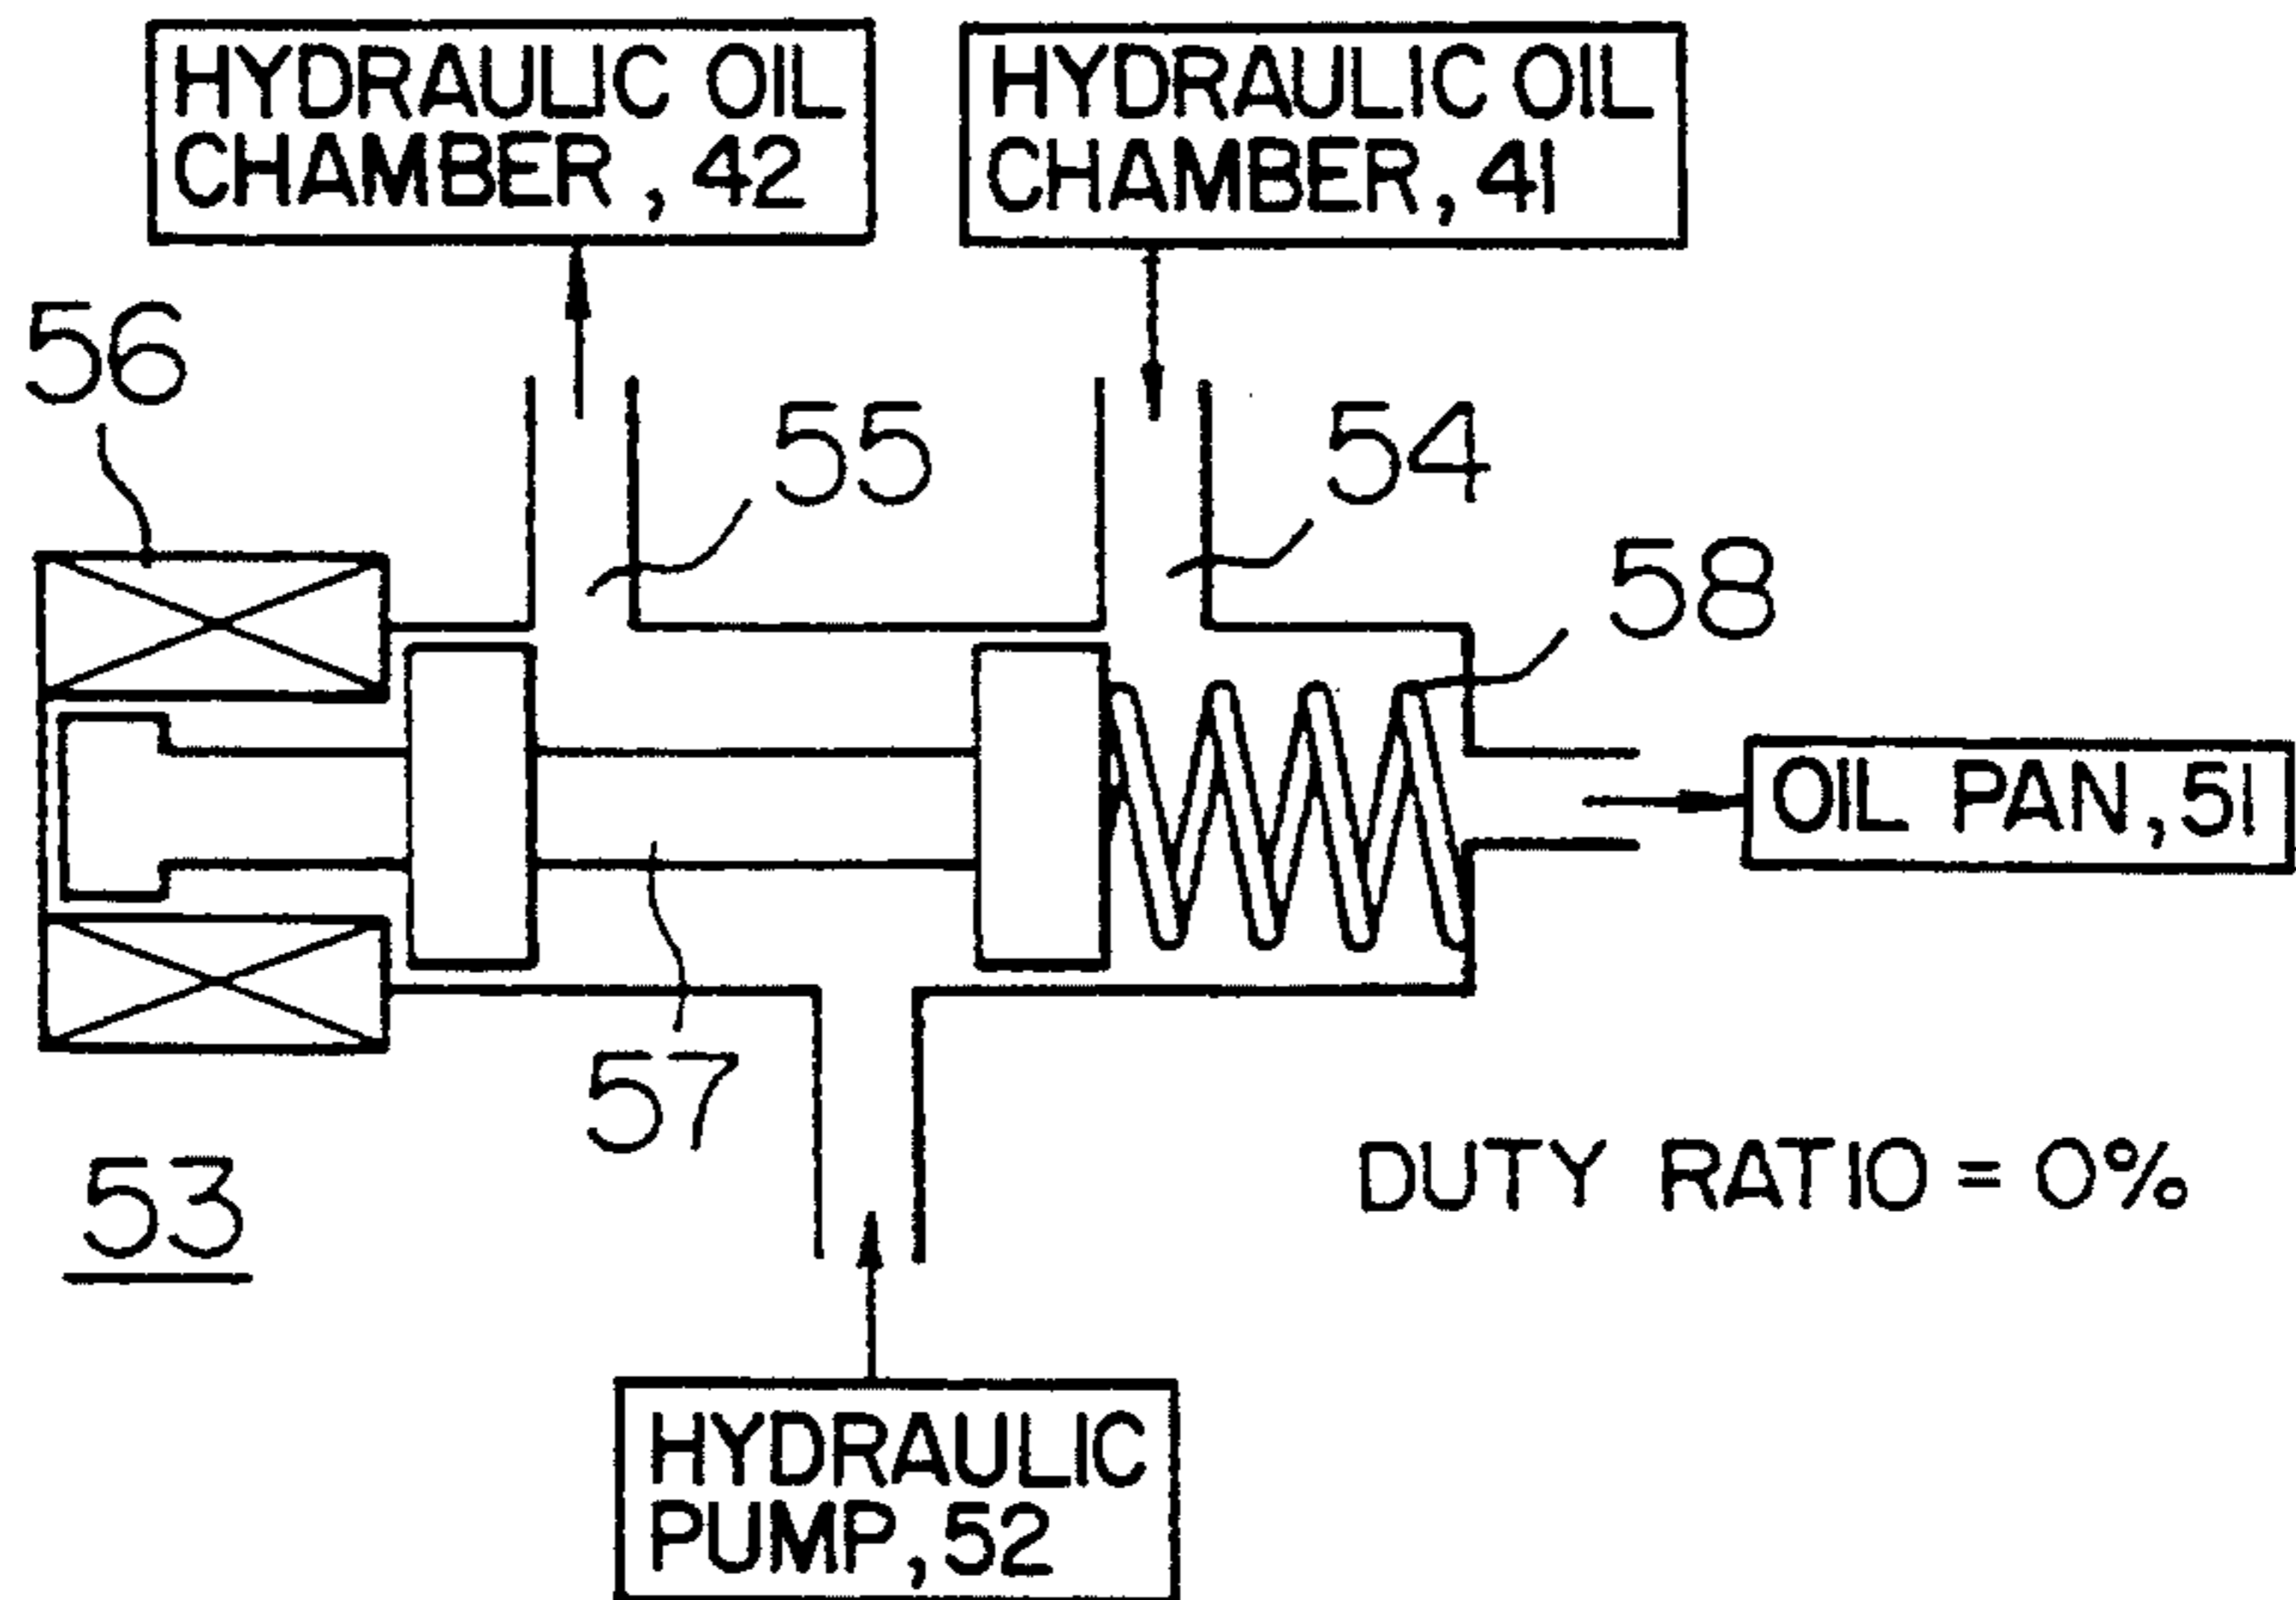 HYDRAULIC OIL
CHAMBER, 42
HYDRAULIC OIL
CHAMBER, 41
56
55
54
58
OIL PAN, 51
57
53
DUTY RATIO = 0%
HYDRAULIC
PUMP, 52